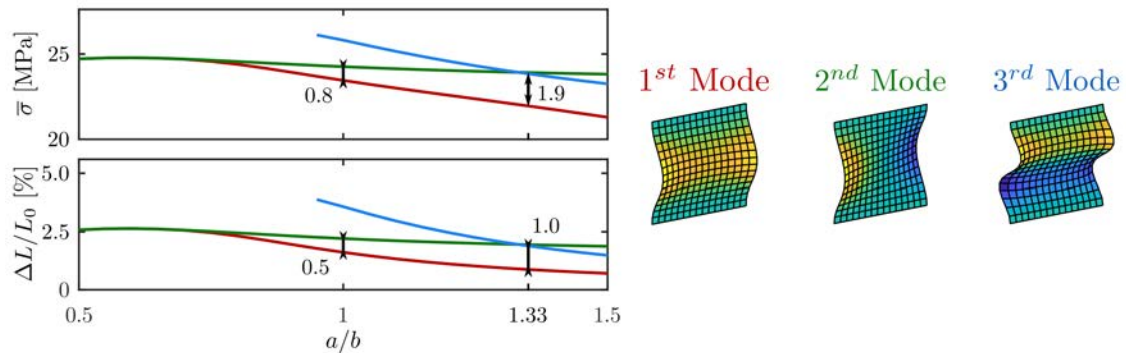 25
20
σ̅ [MPa]
0.8
1.9
5.0
2.5
0
ΔL/L₀ [%]
0.5
1.0
0.5
1
1.33
1.5
a/b
1ˢᵗ Mode
2ⁿᵈ Mode
3ʳᵈ Mode